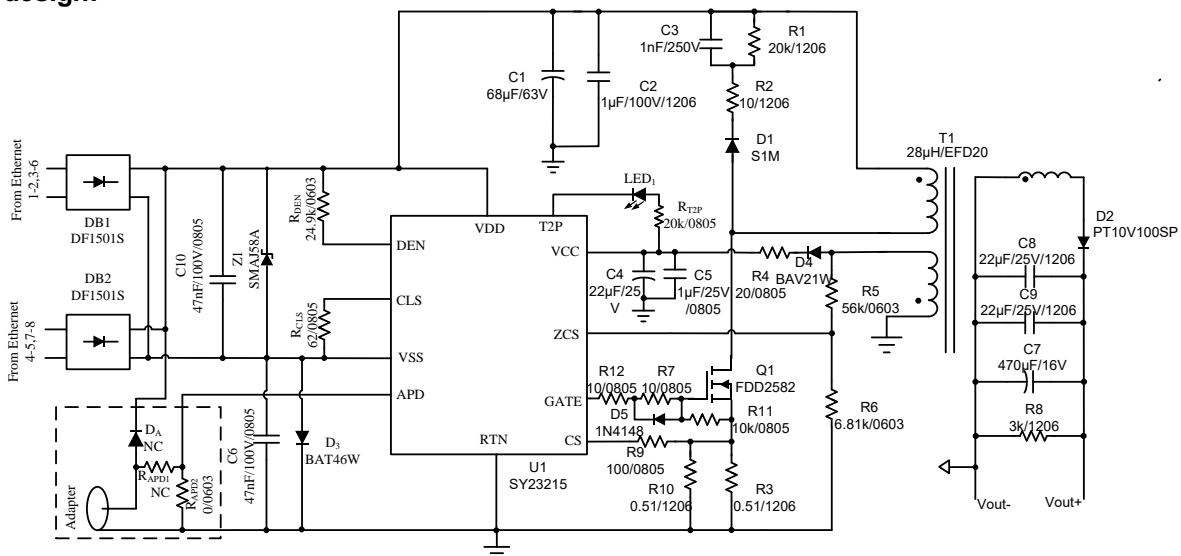 design.
C3
1nF/250V
R1
20k/1206
C1
68µF/63V
C2
1µF/100V/1206
R2
10/1206
D1
S1M
T1
28µH/EFD20
From Ethernet
1-2,3-6
DB1
DF1501S
From Ethernet
4-5,7-8
DB2
DF1501S
C10
47nF/100V/0805
Z1
SMAJ58A
RDEN
24.9k/0603
RCLS
62/0805
LED1
RT2P
20k/0805
VDD
T2P
DEN
VCC
CLS
ZCS
VSS
APD
GATE
RTN
CS
U1
SY23215
C4
22µF/25
V
C5
1µF/25V
/0805
R4
20/0805
D4
BAV21W
R5
56k/0603
R12
10/0805
R7
10/0805
Q1
FDD2582
D5
1N4148
R11
10k/0805
R9
100/0805
R6
6.81k/0603
R10
0.51/1206
R3
0.51/1206
D2
PT10V100SP
C8
22µF/25V/1206
C9
22µF/25V/1206
C7
470µF/16V
R8
3k/1206
Vout-
Vout+
DA
NC
RAPD1
NC
RAPD2
0/0603
Adapter
C6
47nF/100V/0805
D3
BAT46W